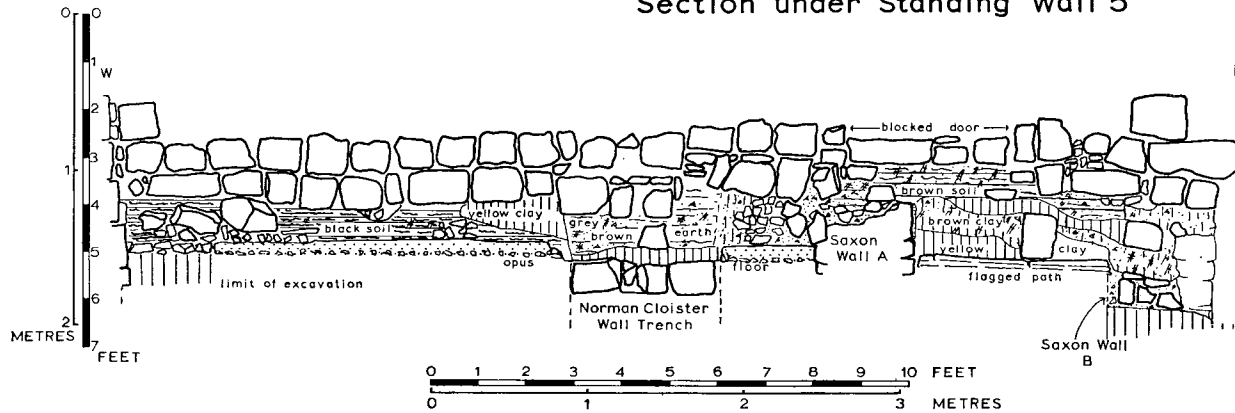 Section under Standing Wall 5
0 0
1
W
2
blocked door
3
1
brown soil
4
yellow clay
grey
brown clay
black soil
brown
earth
Saxon
5
yellow
clay
opus
floor
Wall A
flagged path
limit of excavation
6
Norman Cloister
Wall Trench
METRES
2
7
FEET
Saxon Wall
B
0 1 2 3 4 5 6 7 8 9 10 FEET
0 1 2 3 METRES